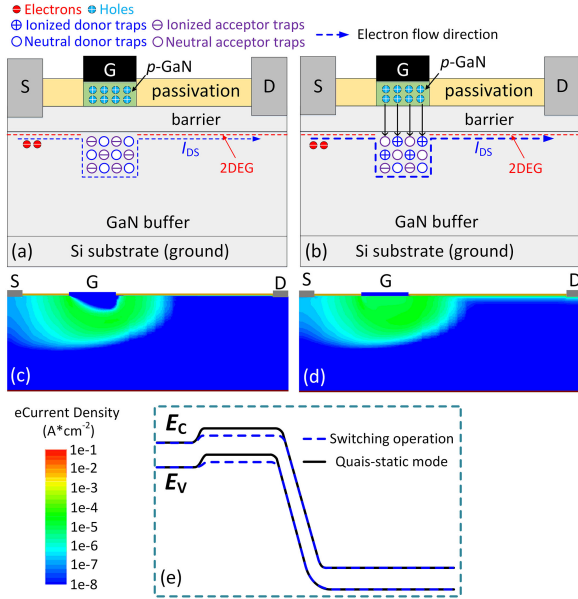 Electrons Holes
Ionized donor traps Ionized acceptor traps
Neutral donor traps Neutral acceptor traps
Electron flow direction
G
p-GaN
S
D
passivation
barrier
IDS
2DEG
GaN buffer
(a)
Si substrate (ground)
G
p-GaN
S
D
passivation
barrier
IDS
2DEG
GaN buffer
(b)
Si substrate (ground)
S G D
(c)
S G D
(d)
eCurrent Density
(A*cm-2)
1e-1
1e-2
1e-3
1e-4
1e-5
1e-6
1e-7
1e-8
EC
EV
Switching operation
Quais-static mode
(e)